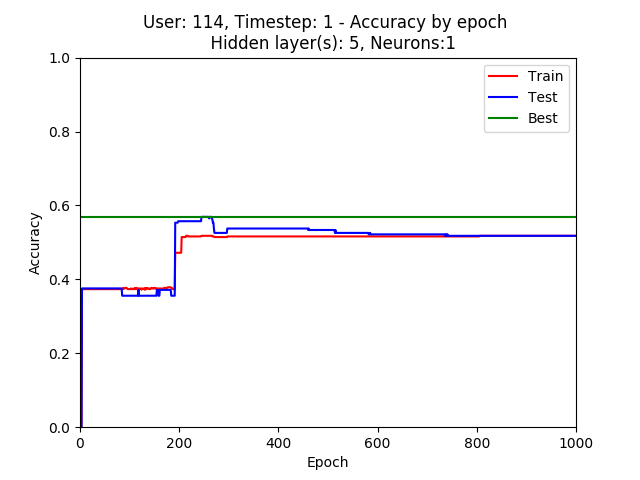 User: 114, Timestep: 1 - Accuracy by epoch
Hidden layer(s): 5, Neurons:1
1.0
0.8
0.6
0.4
0.2
0.0
Accuracy
Train
Test
Best
0 200 400 600 800 1000
Epoch